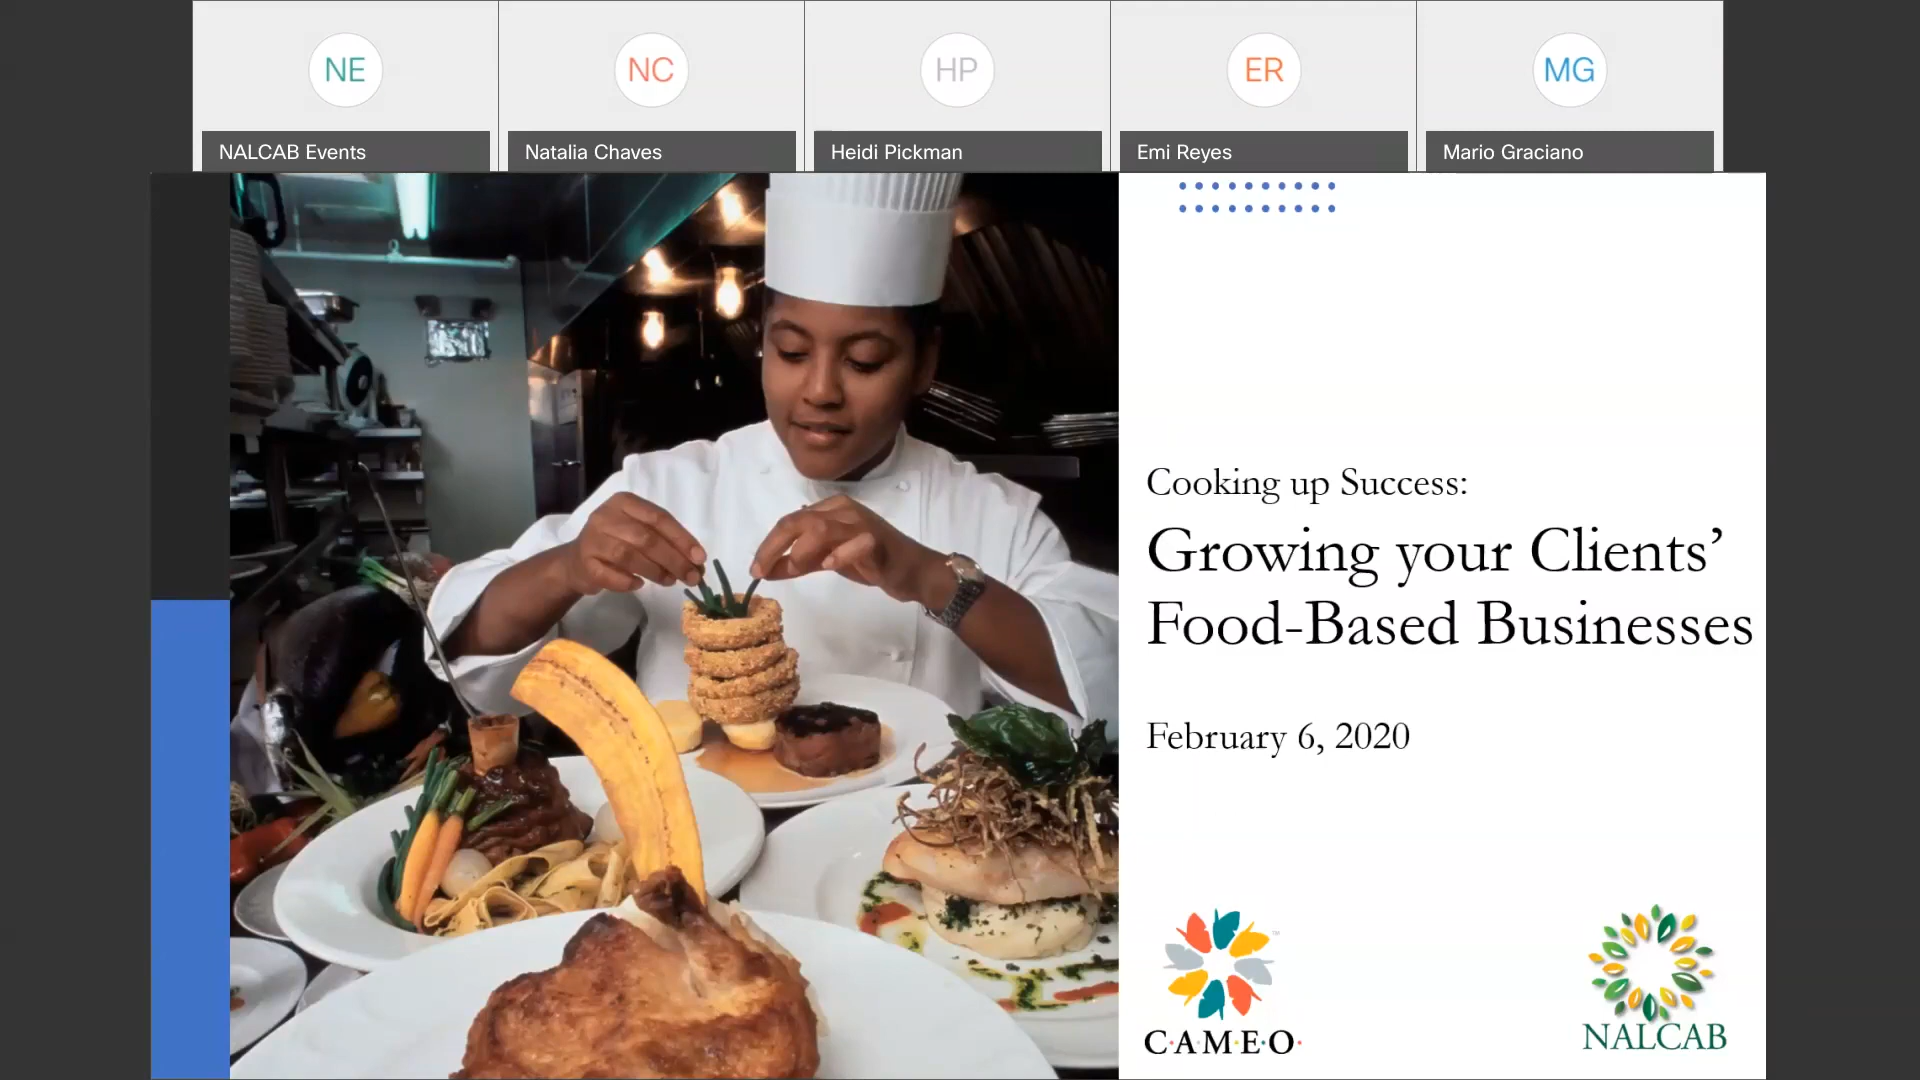 NE
NC
HP
ER
MG
NALCAB Events
Natalia Chaves
Heidi Pickman
Emi Reyes
Mario Graciano
Cooking up Success:
Growing your Clients’
Food-Based Businesses
February 6, 2020
C·A·M·E·O·
NALCAB